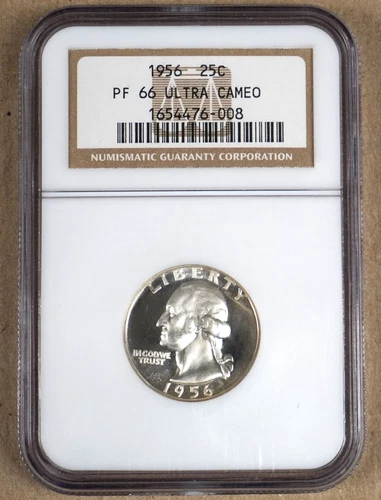 1956 25C
PF 66 ULTRA CAMEO
1654476-008
NUMISMATIC GUARANTY CORPORATION
LIBERTY
IN GOD WE
TRUST
1956